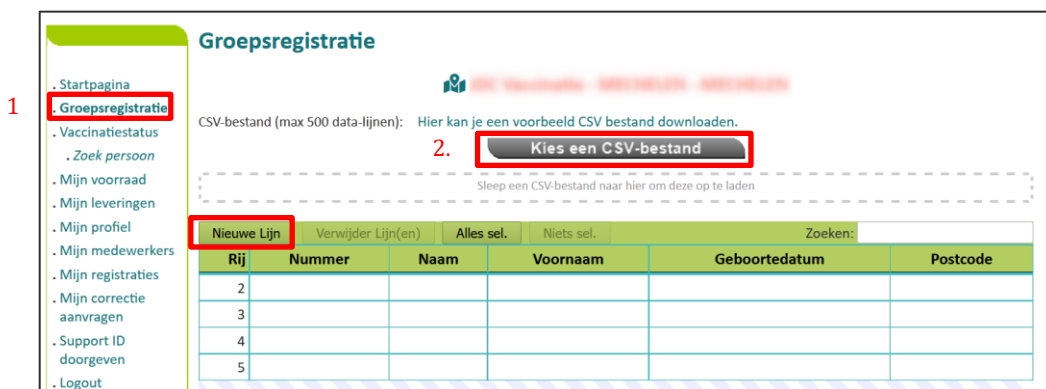 Groepsregistratie
1
. Startpagina
. Groepsregistratie
. Vaccinatiestatus
. Zoek persoon
. Mijn voorraad
. Mijn leveringen
. Mijn profiel
. Mijn medewerkers
. Mijn registraties
. Mijn correctie
aanvragen
. Support ID
doorgeven
. Logout
CSV-bestand (max 500 data-lijnen): Hier kan je een voorbeeld CSV bestand downloaden.
2. Kies een CSV-bestand
Sleep een CSV-bestand naar hier om deze op te laden
Nieuwe Lijn Verwijder Lijn(en) Alles sel. Niets sel. Zoeken:
Rij Nummer Naam Voornaam Geboortedatum Postcode
2
3
4
5